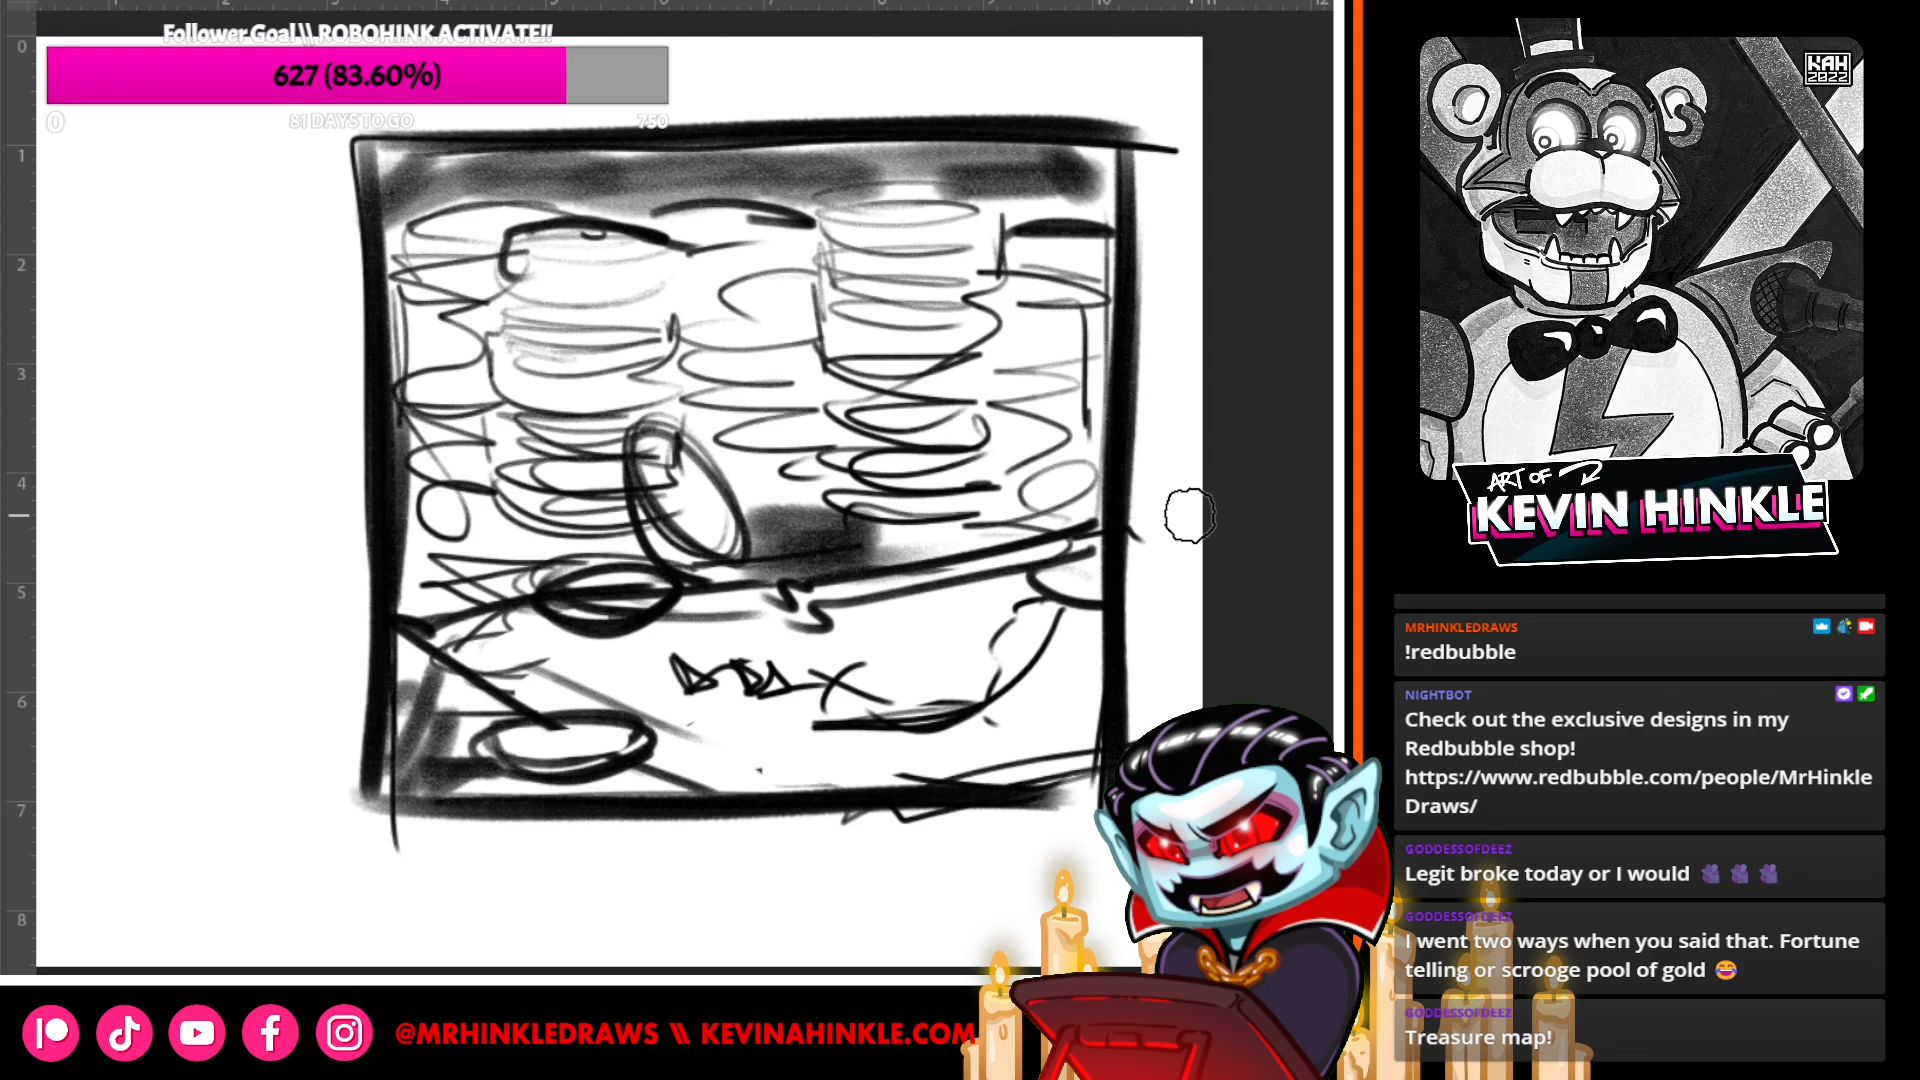 Follower Goal \\ ROBOHINK ACTIVATE!!
627 (83.60%)
0
81 DAYS TO GO
750
KAH
2022
ART OF
KEVIN HINKLE
MRHINKLEDRAWS
!redbubble
NIGHTBOT
Check out the exclusive designs in my
Redbubble shop!
https://www.redbubble.com/people/MrHinkle
Draws/
GODDESSOFDEEZ
Legit broke today or I would
GODDESSOFDEEZ
I went two ways when you said that. Fortune
telling or scrooge pool of gold 😂
GODDESSOFDEEZ
Treasure map!
@MRHINKLEDRAWS \\ KEVINAHINKLE.COM
1
2
3
4
5
6
7
8